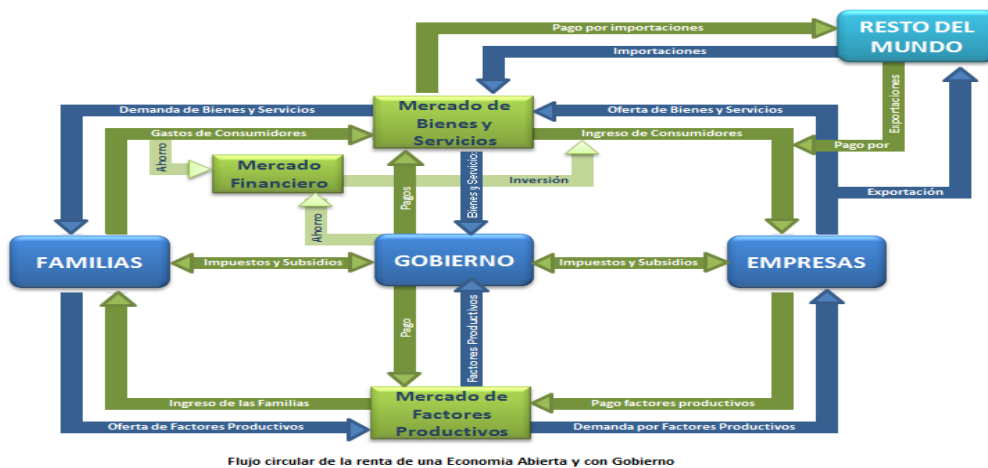 Pago por importaciones
RESTO DEL
MUNDO
Importaciones
Demanda de Bienes y Servicios
Mercado de
Bienes y
Servicios
Oferta de Bienes y Servicios
Exportaciones
Gastos de Consumidores
Ingreso de Consumidores
Pago por
Ahorro
Mercado
Financiero
Pagos
Bienes y Servicios
Inversión
Exportación
Ahorro
FAMILIAS
Impuestos y Subsidios
GOBIERNO
Impuestos y Subsidios
EMPRESAS
Pago
Factores Productivos
Ingreso de las Familias
Mercado de
Factores
Productivos
Pago factores productivos
Oferta de Factores Productivos
Demanda por Factores Productivos
Flujo circular de la renta de una Economia Abierta y con Gobierno